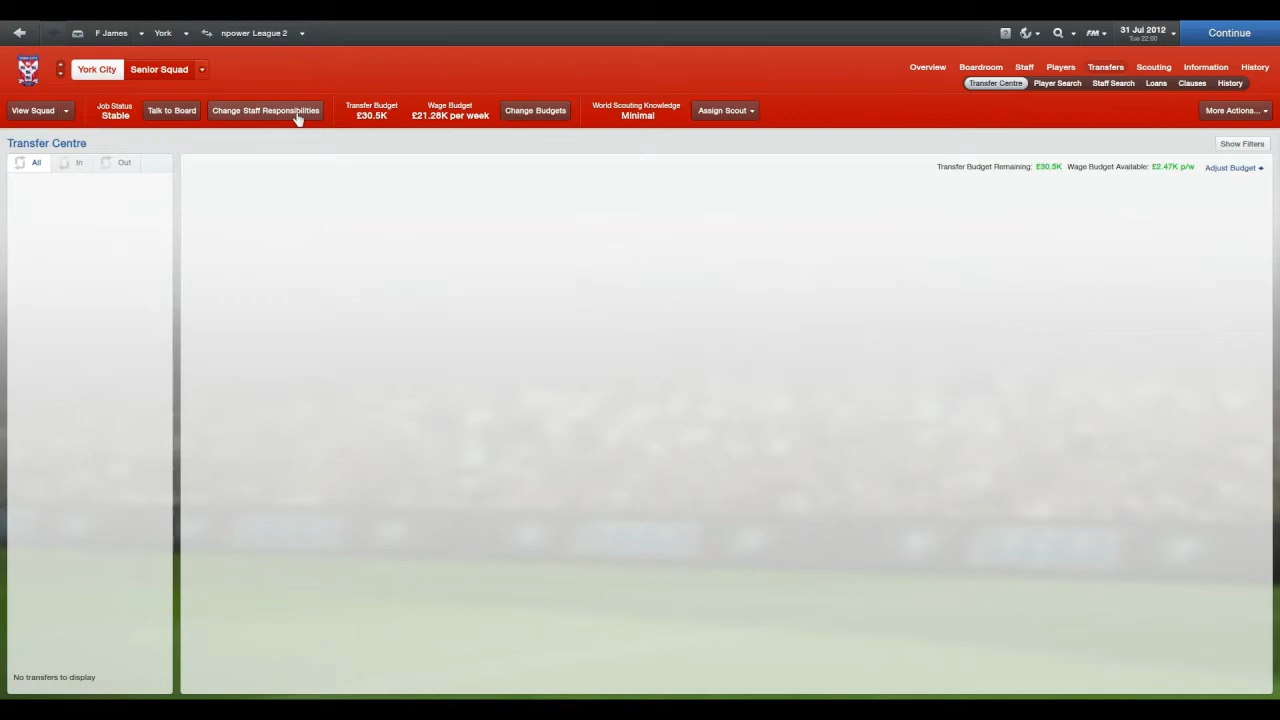 F James York npower League 2 FM 31 Jul 2012 Tue 22:00 Continue
York City Senior Squad Overview Boardroom Staff Players Transfers Scouting Information History
Transfer Centre Player Search Staff Search Loans Clauses History
View Squad Job Status Stable Talk to Board Change Staff Responsibilities Transfer Budget £30.5K Wage Budget £21.28K per week Change Budgets World Scouting Knowledge Minimal Assign Scout More Actions...
Transfer Centre Show Filters
All In Out
Transfer Budget Remaining: £30.5K Wage Budget Available: £2.47K p/w Adjust Budget
No transfers to display